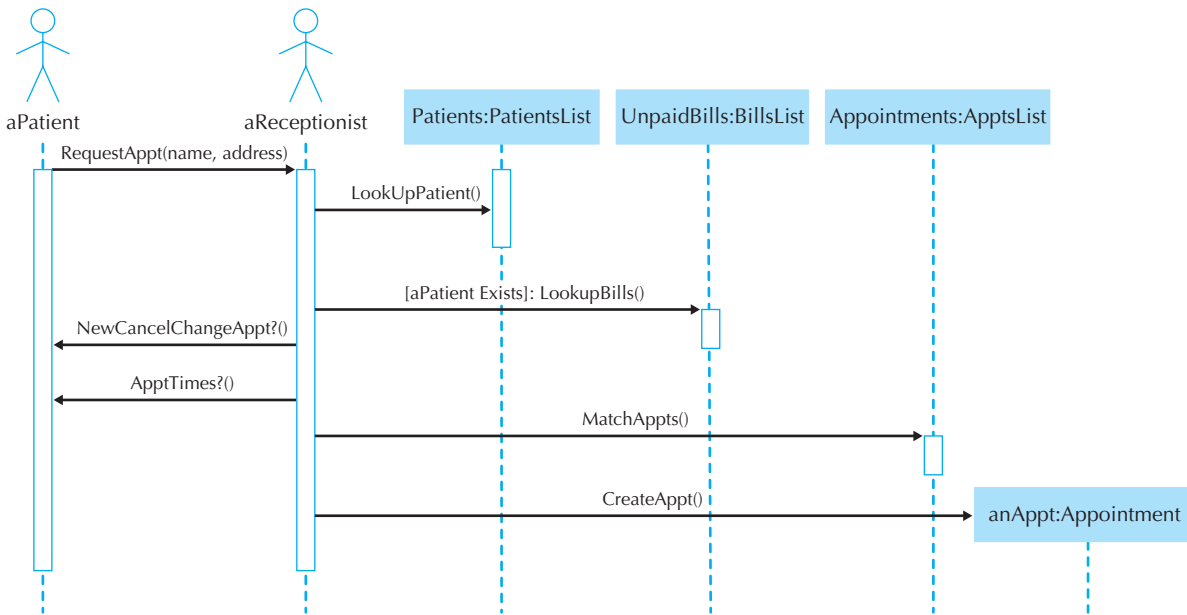 aPatient
aReceptionist
Patients:PatientsList
UnpaidBills:BillsList
Appointments:ApptsList
RequestAppt(name, address)
LookUpPatient()
[aPatient Exists]: LookupBills()
NewCancelChangeAppt?()
ApptTimes?()
MatchAppts()
CreateAppt()
anAppt:Appointment